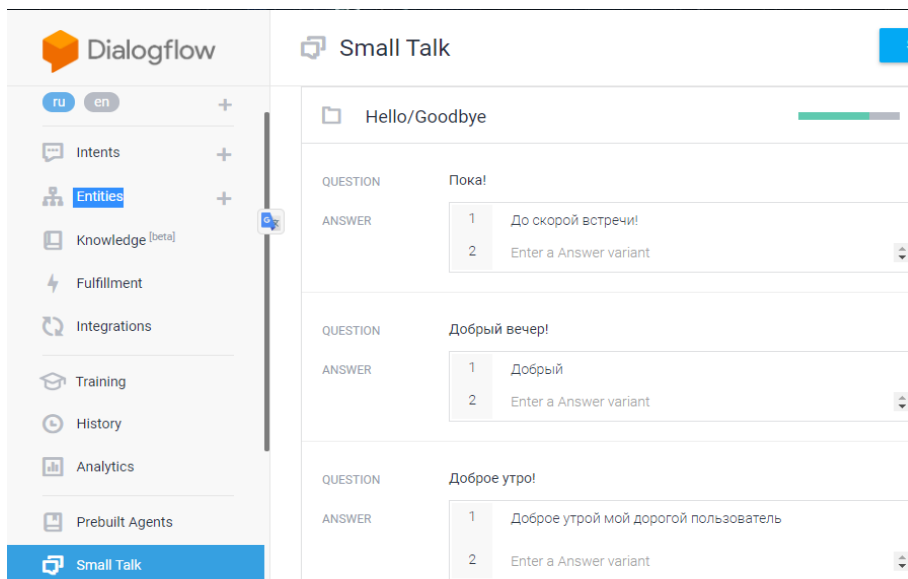 Dialogflow
Small Talk
ru en
Hello/Goodbye
Intents
Entities
Knowledge [beta]
Fulfillment
Integrations
Training
History
Analytics
Prebuilt Agents
Small Talk
QUESTION Пока!
ANSWER 1 До скорой встречи!
2 Enter a Answer variant
QUESTION Добрый вечер!
ANSWER 1 Добрый
2 Enter a Answer variant
QUESTION Доброе утро!
ANSWER 1 Доброе утрой мой дорогой пользователь
2 Enter a Answer variant